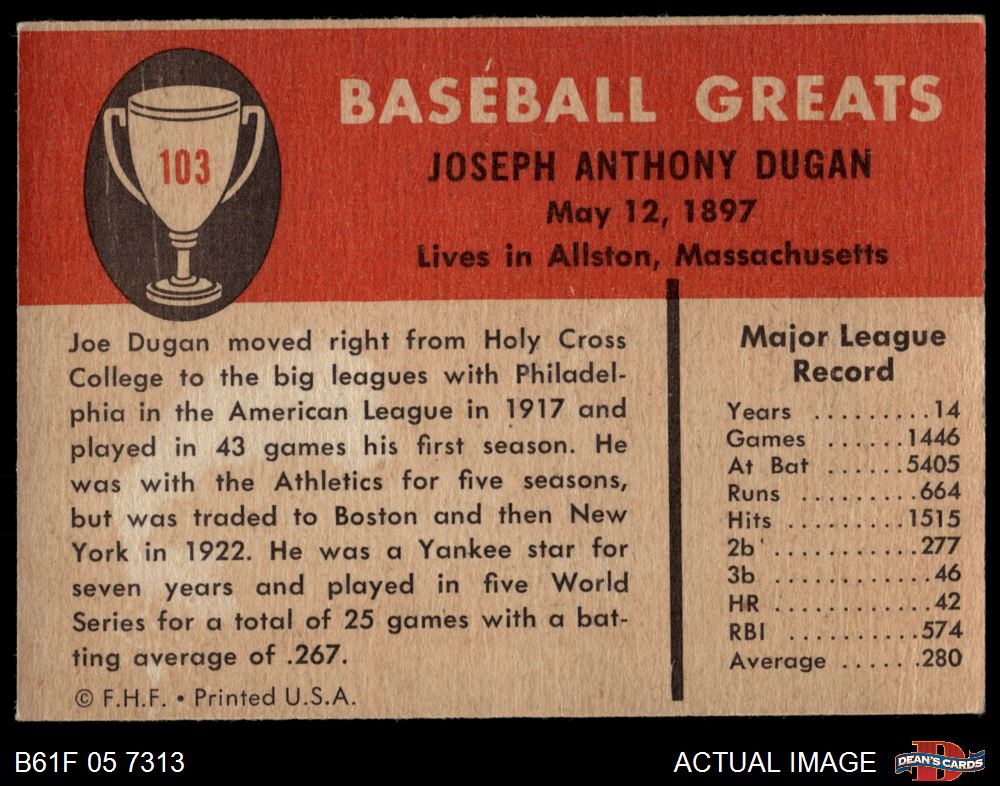 103
BASEBALL GREATS
JOSEPH ANTHONY DUGAN
May 12, 1897
Lives in Allston, Massachusetts
Joe Dugan moved right from Holy Cross
College to the big leagues with Philadel-
phia in the American League in 1917 and
played in 43 games his first season. He
was with the Athletics for five seasons,
but was traded to Boston and then New
York in 1922. He was a Yankee star for
seven years and played in five World
Series for a total of 25 games with a bat-
ting average of .267.
© F.H.F. • Printed U.S.A.
Major League
Record
Years .........14
Games ......1446
At Bat ......5405
Runs .........664
Hits .........1515
2b ...........277
3b ............46
HR ............42
RBI ..........574
Average ......280
B61F 05 7313
ACTUAL IMAGE
D
DEAN'S CARDS